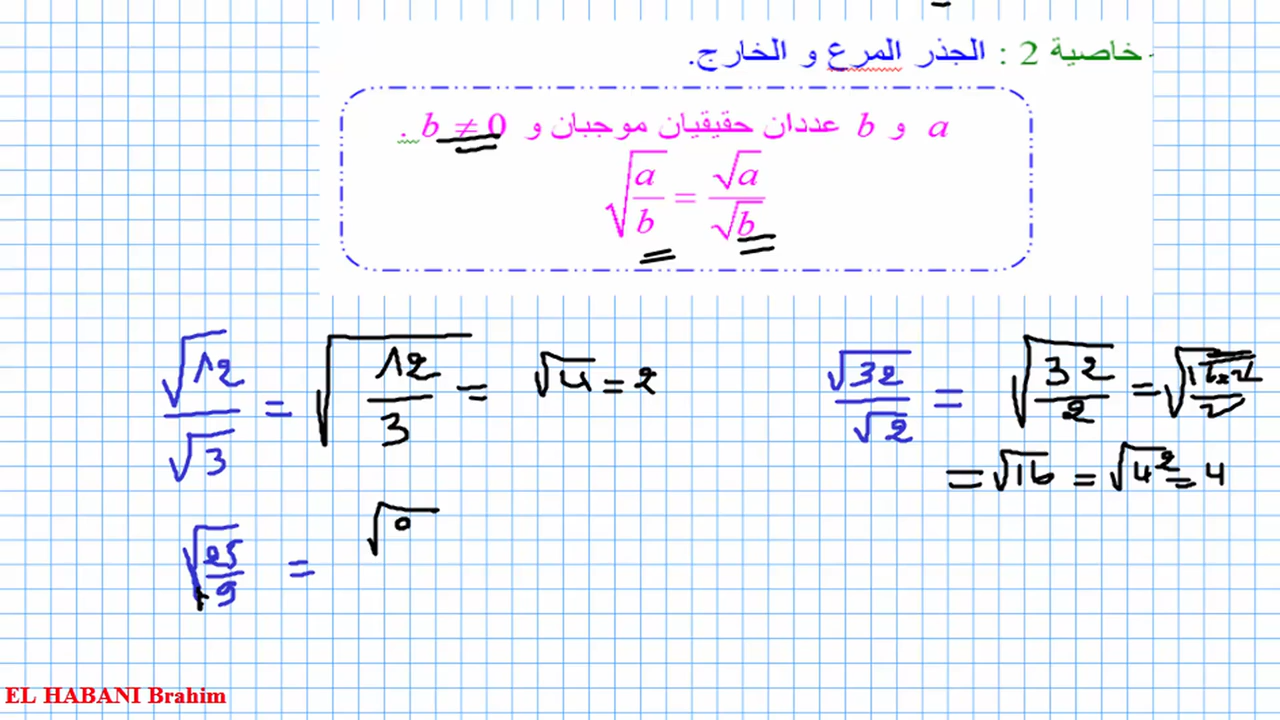 خاصية 2 : الجذر المرع و الخارج.
a و b عددان حقيقيان موجبان و b ≠ 0 .
√(a/b) = √a/√b
√12/√3 = √(12/3) = √4 = 2
√32/√2 = √(32/2) = √(16×2/2)
= √16 = √4² = 4
√(25/9) =
EL HABANI Brahim